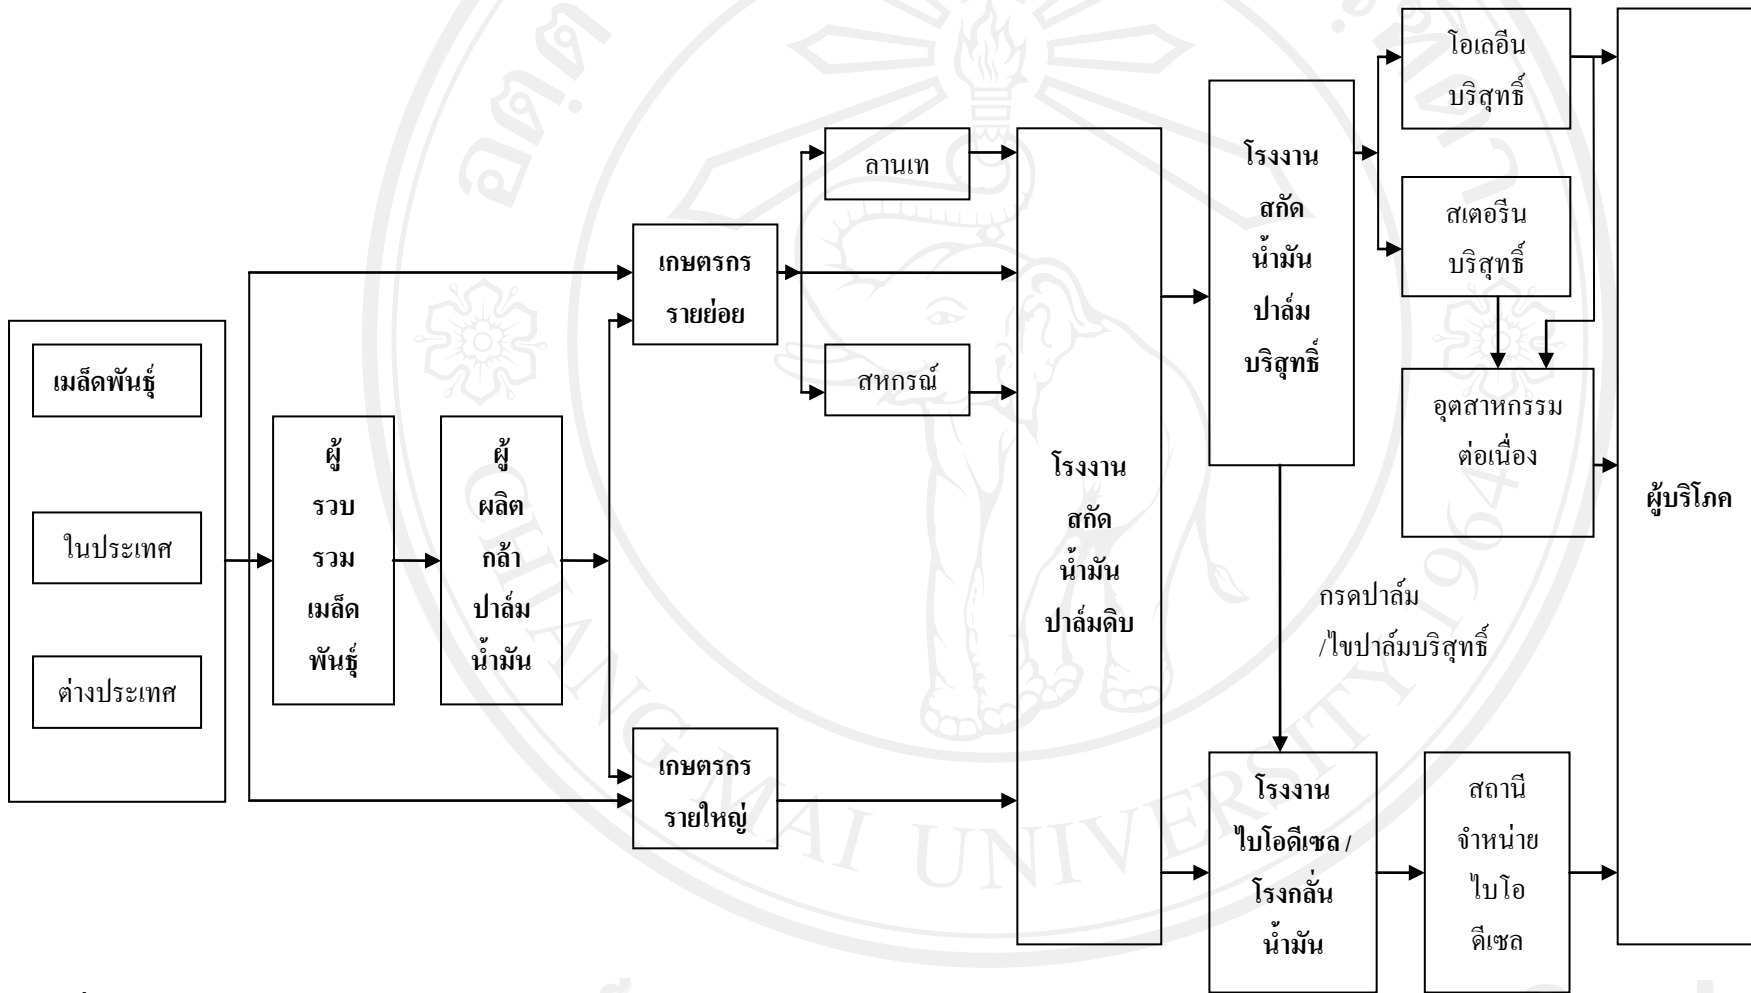 เมล็ดพันธุ์
ในประเทศ
ต่างประเทศ
ผู้
รวบ
รวม
เมล็ด
พันธุ์
ผู้
ผลิต
กล้า
ปาล์ม
น้ำมัน
เกษตรกร
รายย่อย
เกษตรกร
รายใหญ่
ลานเท
สหกรณ์
โรงงาน
สกัด
น้ำมัน
ปาล์มดิบ
โรงงาน
สกัด
น้ำมัน
ปาล์ม
บริสุทธิ์
โอเลอีน
บริสุทธิ์
สเตอรีน
บริสุทธิ์
อุตสาหกรรม
ต่อเนื่อง
กรดปาล์ม
/ไขปาล์มบริสุทธิ์
โรงงาน
ไบโอดีเซล /
โรงกลั่น
น้ำมัน
สถานี
จำหน่าย
ไบโอ
ดีเซล
ผู้บริโภค
CHIANG MAI UNIVERSITY 1964